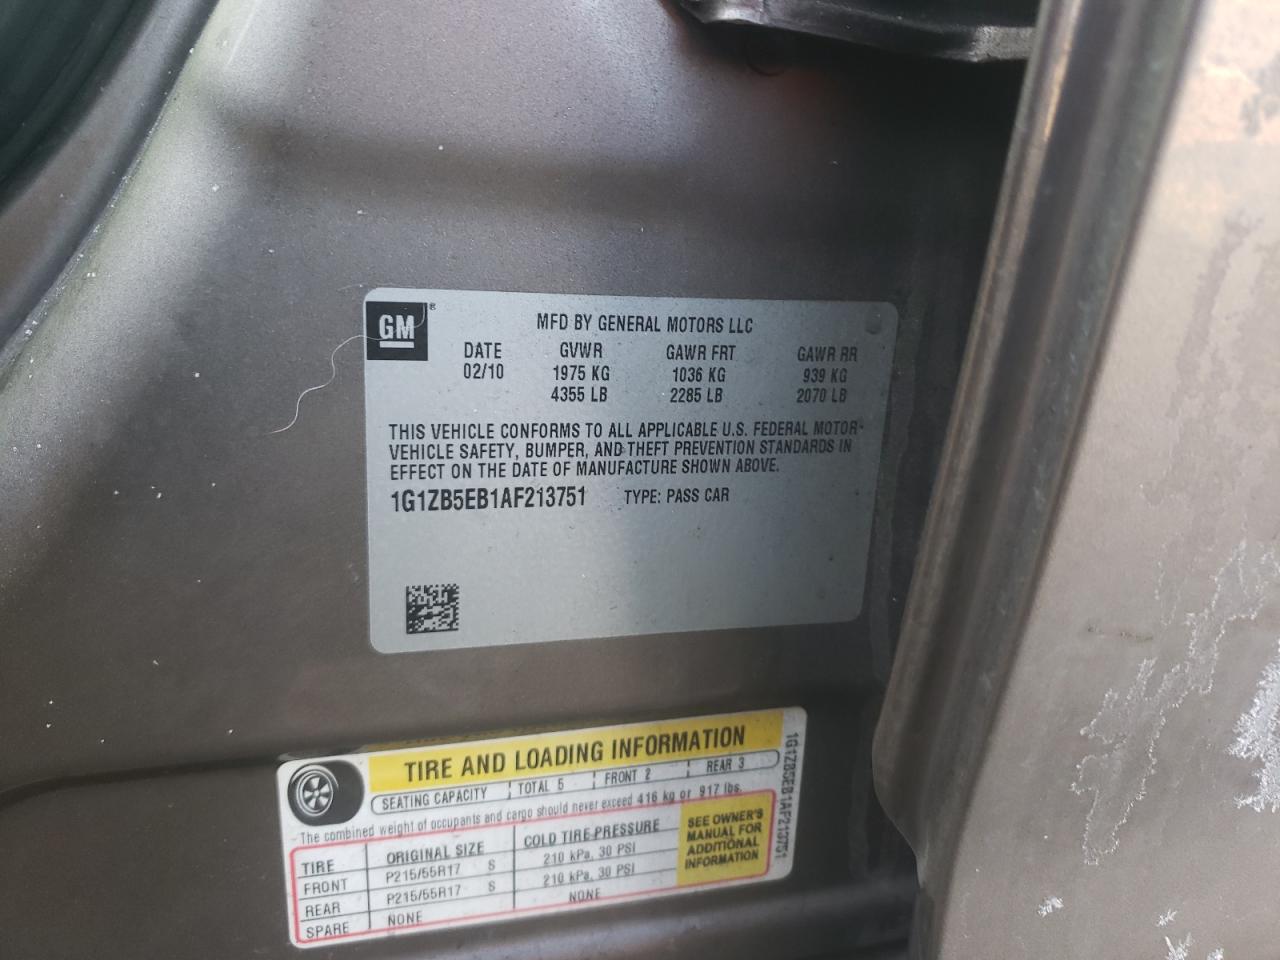 GM®
MFD BY GENERAL MOTORS LLC
DATE GVWR GAWR FRT GAWR RR
02/10 1975 KG 1036 KG 939 KG
4355 LB 2285 LB 2070 LB
THIS VEHICLE CONFORMS TO ALL APPLICABLE U.S. FEDERAL MOTOR
VEHICLE SAFETY, BUMPER, AND THEFT PREVENTION STANDARDS IN
EFFECT ON THE DATE OF MANUFACTURE SHOWN ABOVE.
1G1ZB5EB1AF213751 TYPE: PASS CAR
TIRE AND LOADING INFORMATION
SEATING CAPACITY TOTAL 5 FRONT 2 REAR 3
The combined weight of occupants and cargo should never exceed 416 kg or 917 lbs.
TIRE ORIGINAL SIZE COLD TIRE PRESSURE
FRONT P215/55R17 S 210 kPa, 30 PSI
REAR P215/55R17 S 210 kPa, 30 PSI
SPARE NONE NONE
SEE OWNER'S
MANUAL FOR
ADDITIONAL
INFORMATION
1G1ZB5EB1AF213751